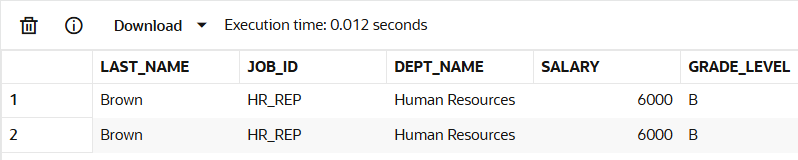 Download Execution time: 0.012 seconds
LAST_NAME JOB_ID DEPT_NAME SALARY GRADE_LEVEL
1 Brown HR_REP Human Resources 6000 B
2 Brown HR_REP Human Resources 6000 B